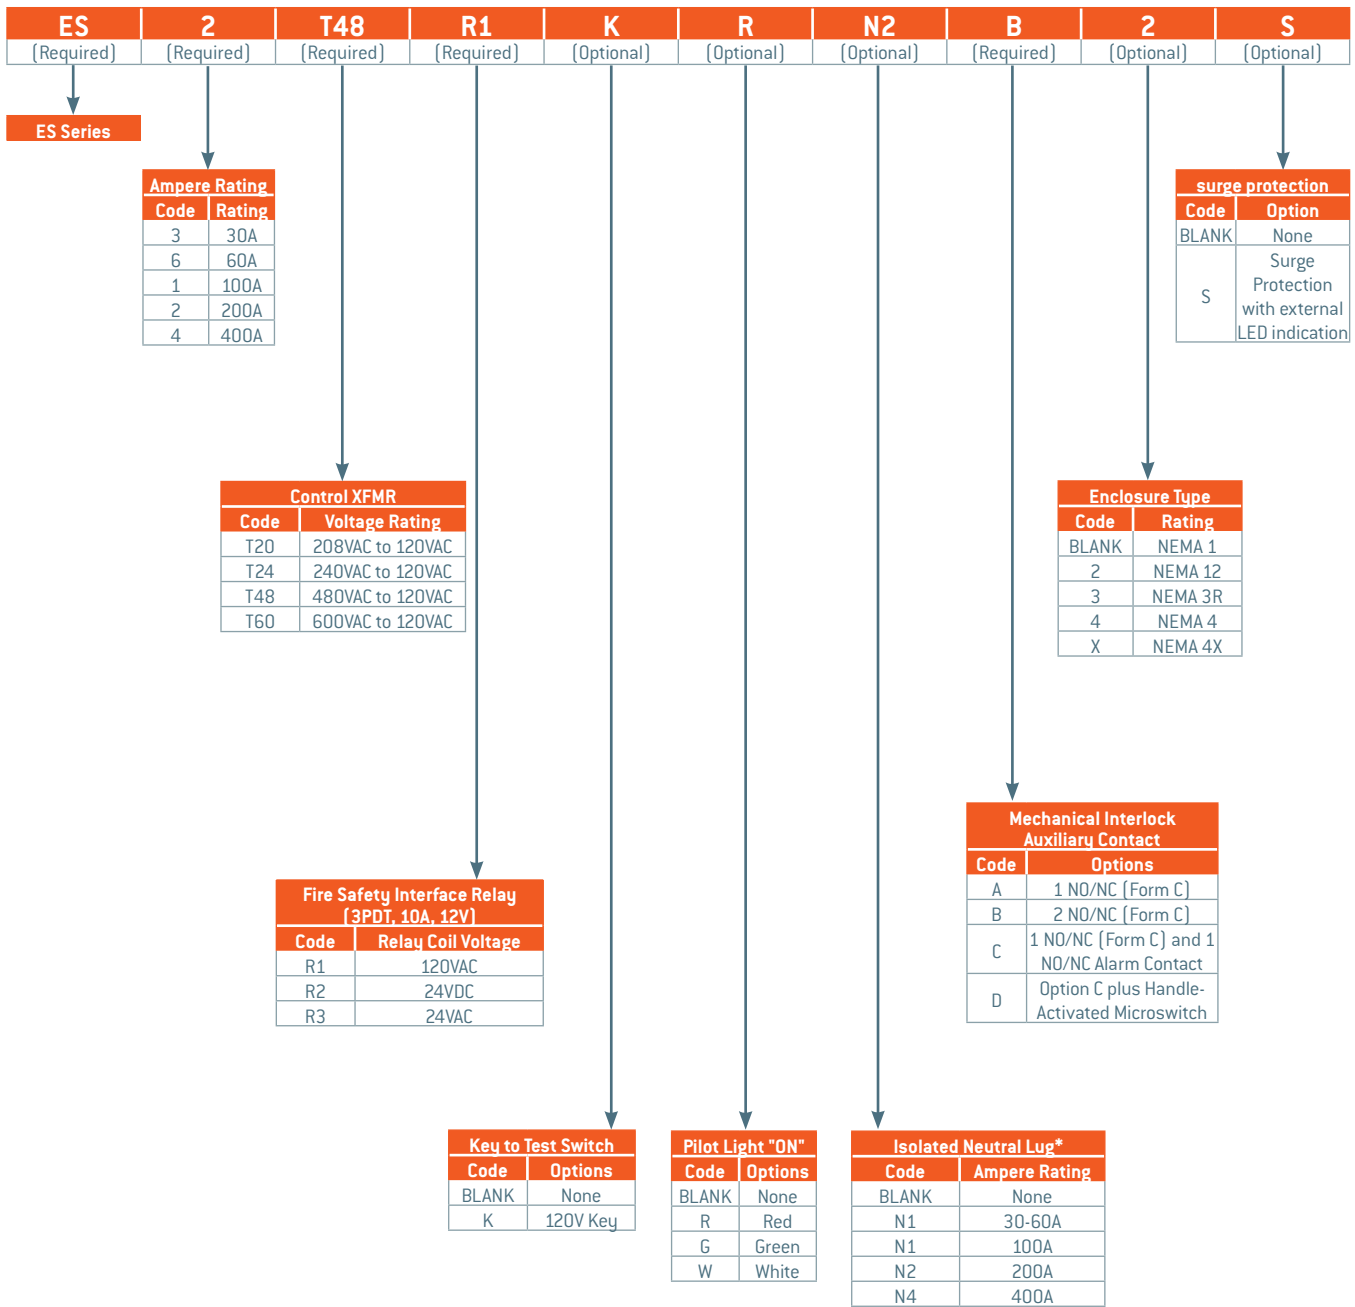 ES 2 T48 R1 K R N2 B 2 S
(Required) (Required) (Required) (Required) (Optional) (Optional) (Optional) (Required) (Optional) (Optional)
ES Series
Ampere Rating
Code Rating
3 30A
6 60A
1 100A
2 200A
4 400A
surge protection
Code Option
BLANK None
S Surge
Protection
with external
LED indication
Control XFMR
Code Voltage Rating
T20 208VAC to 120VAC
T24 240VAC to 120VAC
T48 480VAC to 120VAC
T60 600VAC to 120VAC
Enclosure Type
Code Rating
BLANK NEMA 1
2 NEMA 12
3 NEMA 3R
4 NEMA 4
X NEMA 4X
Mechanical Interlock
Auxiliary Contact
Code Options
A 1 NO/NC (Form C)
B 2 NO/NC (Form C)
C 1 NO/NC (Form C) and 1
NO/NC Alarm Contact
D Option C plus Handle-
Activated Microswitch
Fire Safety Interface Relay
(3PDT, 10A, 12V)
Code Relay Coil Voltage
R1 120VAC
R2 24VDC
R3 24VAC
Key to Test Switch
Code Options
BLANK None
K 120V Key
Pilot Light "ON"
Code Options
BLANK None
R Red
G Green
W White
Isolated Neutral Lug*
Code Ampere Rating
BLANK None
N1 30-60A
N1 100A
N2 200A
N4 400A